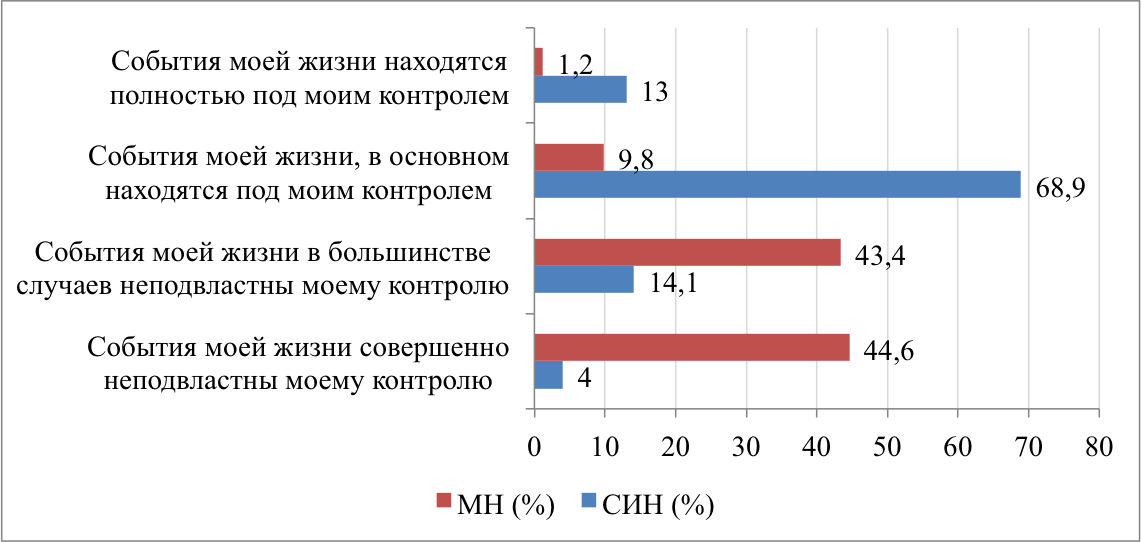 События моей жизни находятся
полностью под моим контролем
1,2
13
События моей жизни, в основном
находятся под моим контролем
9,8
68,9
События моей жизни в большинстве
случаев неподвластны моему контролю
43,4
14,1
События моей жизни совершенно
неподвластны моему контролю
44,6
4
0 10 20 30 40 50 60 70 80
МН (%) СИН (%)